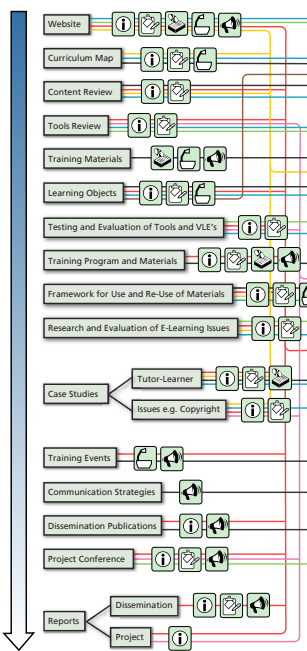 Website
Curriculum Map
Content Review
Tools Review
Training Materials
Learning Objects
Testing and Evaluation of Tools and VLE's
Training Program and Materials
Framework for Use and Re-Use of Materials
Research and Evaluation of E-Learning Issues
Tutor-Learner
Case Studies
Issues e.g. Copyright
Training Events
Communication Strategies
Dissemination Publications
Project Conference
Dissemination
Reports
Project